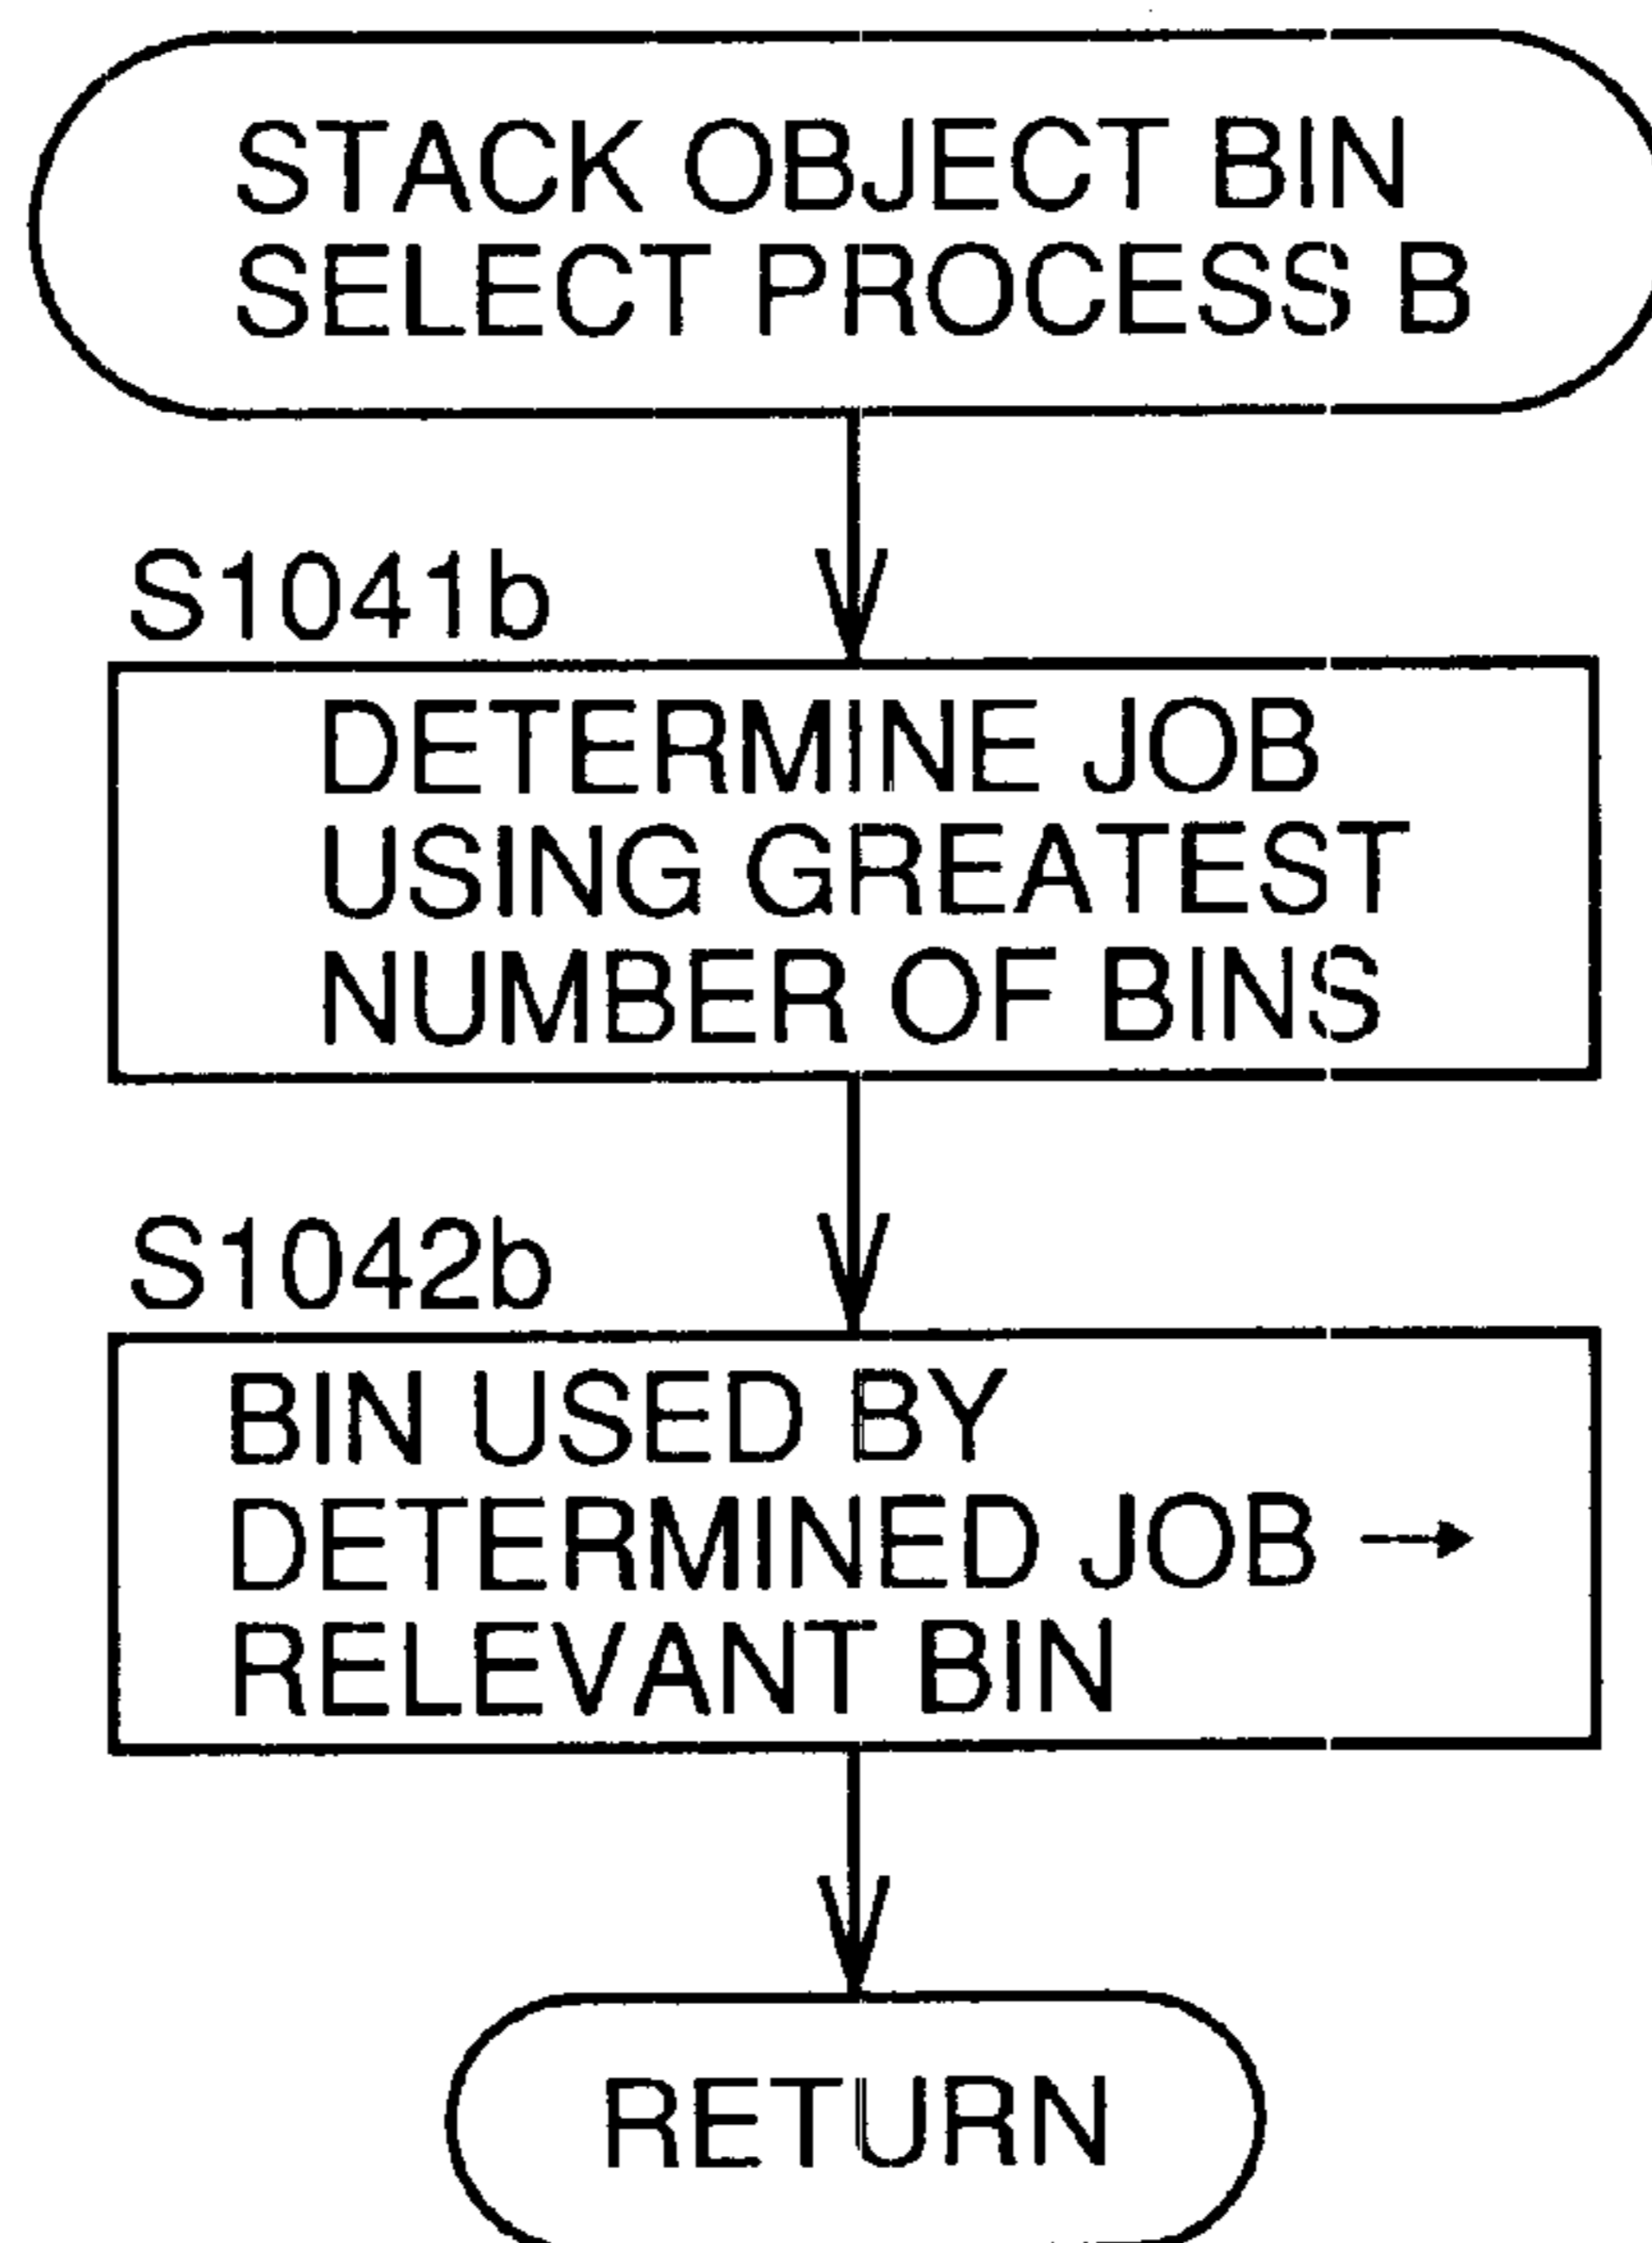 STACK OBJECT BIN
SELECT PROCESS B
S1041b
DETERMINE JOB
USING GREATEST
NUMBER OF BINS
S1042b
BIN USED BY
DETERMINED JOB →
RELEVANT BIN
RETURN